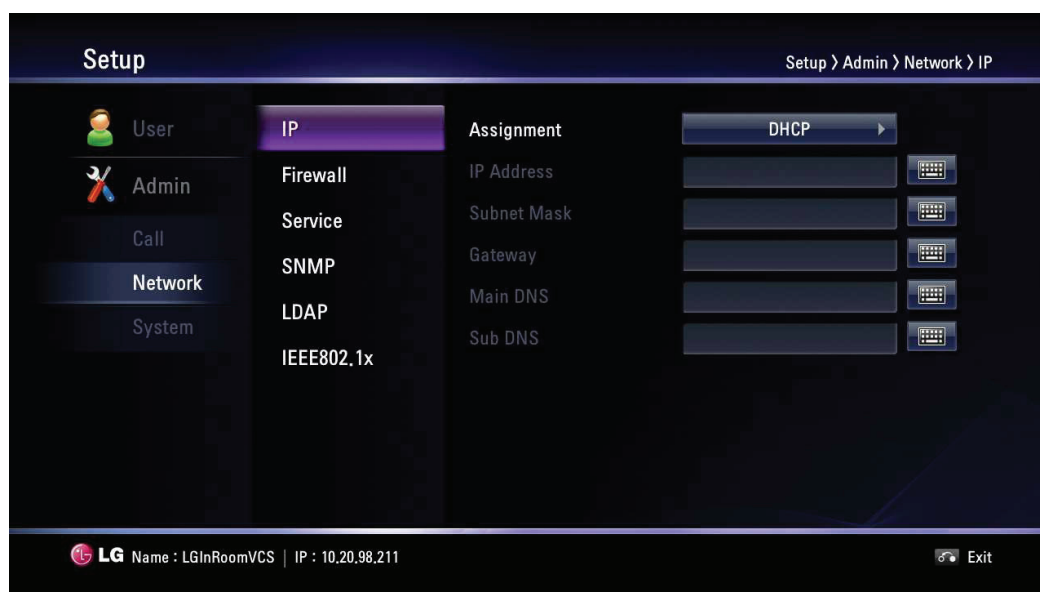 Setup
Setup > Admin > Network > IP
User
Admin
Call
Network
System
IP
Firewall
Service
SNMP
LDAP
IEEE802.1x
Assignment
DHCP
IP Address
Subnet Mask
Gateway
Main DNS
Sub DNS
LG Name : LGInRoomVCS | IP : 10.20.98.211
Exit